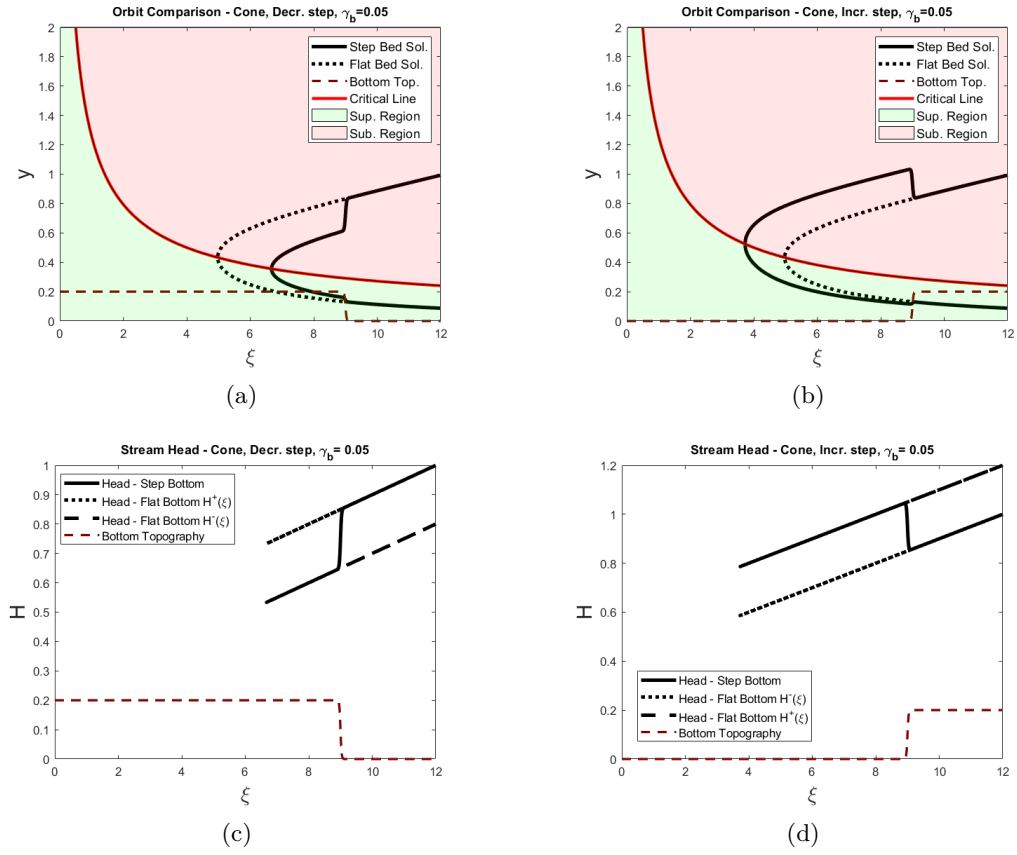 Orbit Comparison - Cone, Decr. step, γb=0.05
2
1.8
1.6
1.4
1.2
1
0.8
0.6
0.4
0.2
0
y
Step Bed Sol.
Flat Bed Sol.
Bottom Top.
Critical Line
Sup. Region
Sub. Region
0 2 4 6 8 10 12
ξ
(a)
Orbit Comparison - Cone, Incr. step, γb=0.05
2
1.8
1.6
1.4
1.2
1
0.8
0.6
0.4
0.2
0
y
Step Bed Sol.
Flat Bed Sol.
Bottom Top.
Critical Line
Sup. Region
Sub. Region
0 2 4 6 8 10 12
ξ
(b)
Stream Head - Cone, Decr. step, γb= 0.05
1
0.9
0.8
0.7
0.6
0.5
0.4
0.3
0.2
0.1
0
H
Head - Step Bottom
Head - Flat Bottom H⁺(ξ)
Head - Flat Bottom H⁻(ξ)
Bottom Topography
0 2 4 6 8 10 12
ξ
(c)
Stream Head - Cone, Incr. step, γb= 0.05
1.2
1
0.8
0.6
0.4
0.2
0
H
Head - Step Bottom
Head - Flat Bottom H⁻(ξ)
Head - Flat Bottom H⁺(ξ)
Bottom Topography
0 2 4 6 8 10 12
ξ
(d)